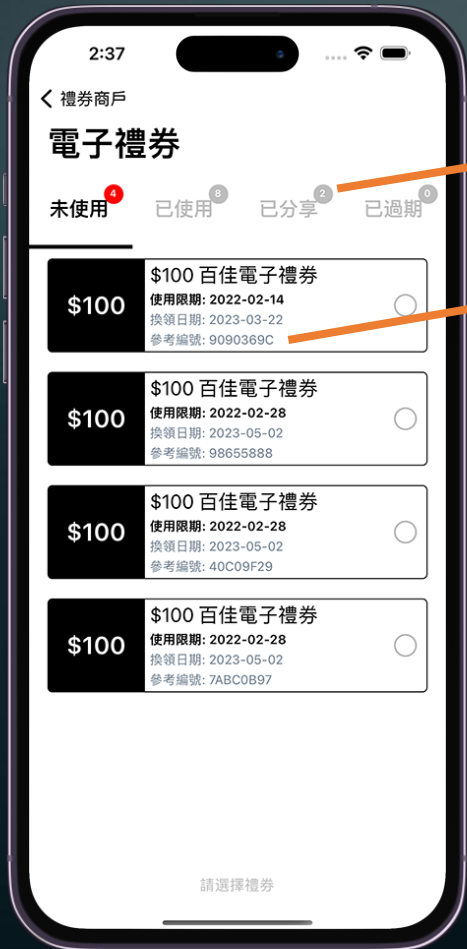 2:37
禮券商戶
電子禮券
未使用 4 已使用 8 已分享 2 已過期 0
$100
$100 百佳電子禮券
使用限期: 2022-02-14
換領日期: 2023-03-22
參考編號: 9090369C
$100
$100 百佳電子禮券
使用限期: 2022-02-28
換領日期: 2023-05-02
參考編號: 98655888
$100
$100 百佳電子禮券
使用限期: 2022-02-28
換領日期: 2023-05-02
參考編號: 40C09F29
$100
$100 百佳電子禮券
使用限期: 2022-02-28
換領日期: 2023-05-02
參考編號: 7ABC0B97
請選擇禮券